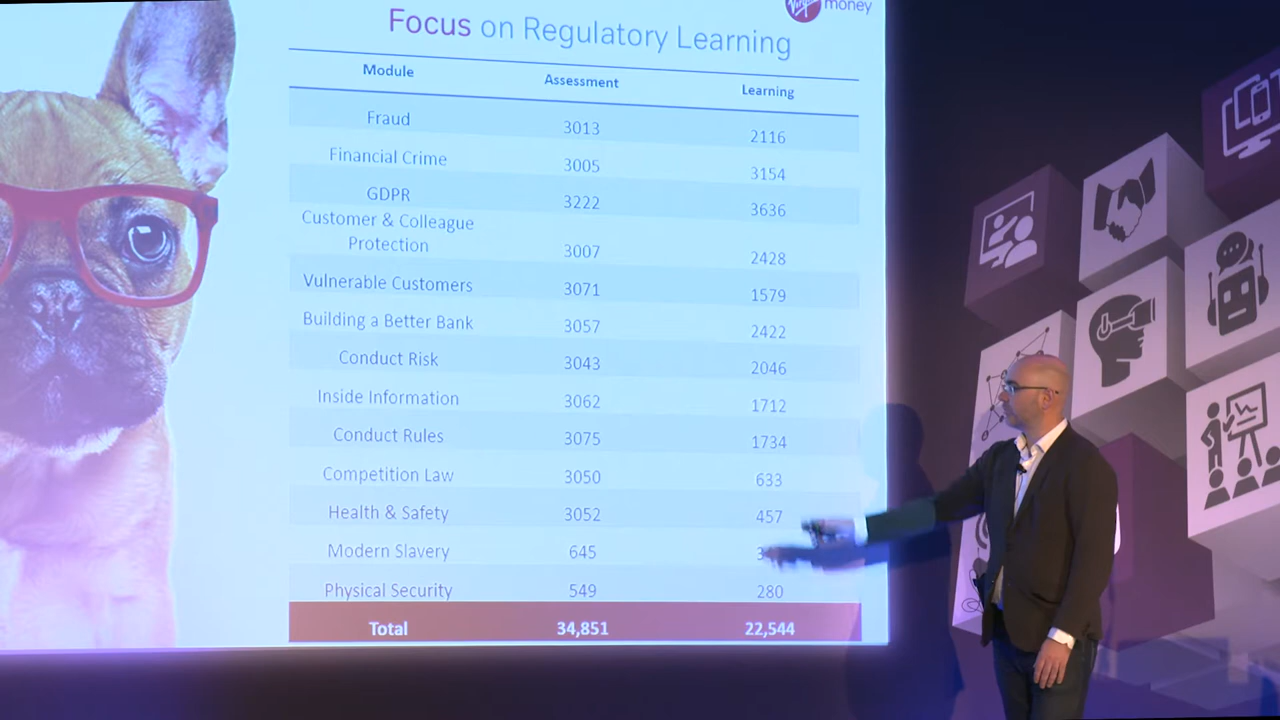 Virgin money
Focus on Regulatory Learning
Module Assessment Learning
Fraud 3013 2116
Financial Crime 3005 3154
GDPR 3222 3636
Customer & Colleague
Protection 3007 2428
Vulnerable Customers 3071 1579
Building a Better Bank 3057 2422
Conduct Risk 3043 2046
Inside Information 3062 1712
Conduct Rules 3075 1734
Competition Law 3050 633
Health & Safety 3052 457
Modern Slavery 645
Physical Security 549 280
Total 34,851 22,544